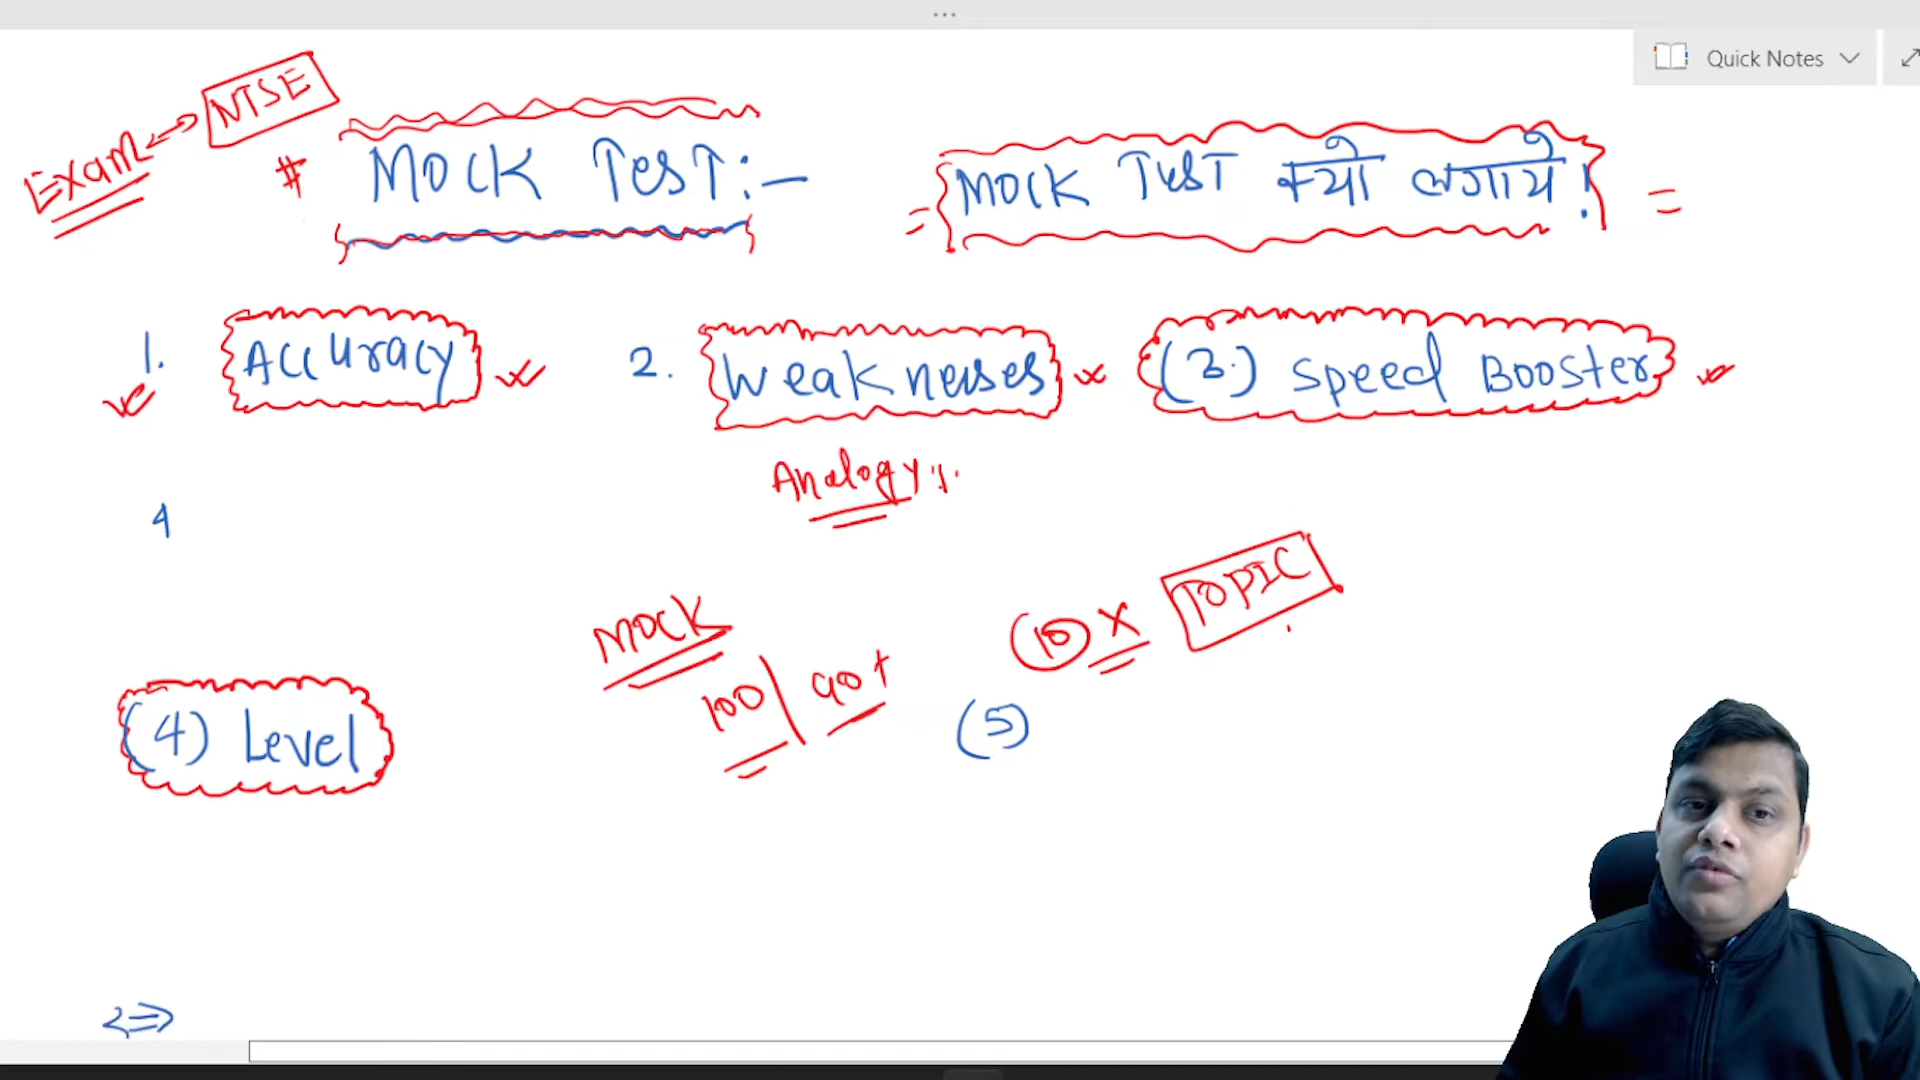 Quick Notes
Exam <-> NTSE
# MOCK TEST:-
= MOCK TEST क्यो लगाये! =
1. Accuracy
2. Weaknesses
(3.) Speed Booster
Analogy
4
MOCK
100 | 90+
10 X TOPIC
(4) Level
(5)
<=>